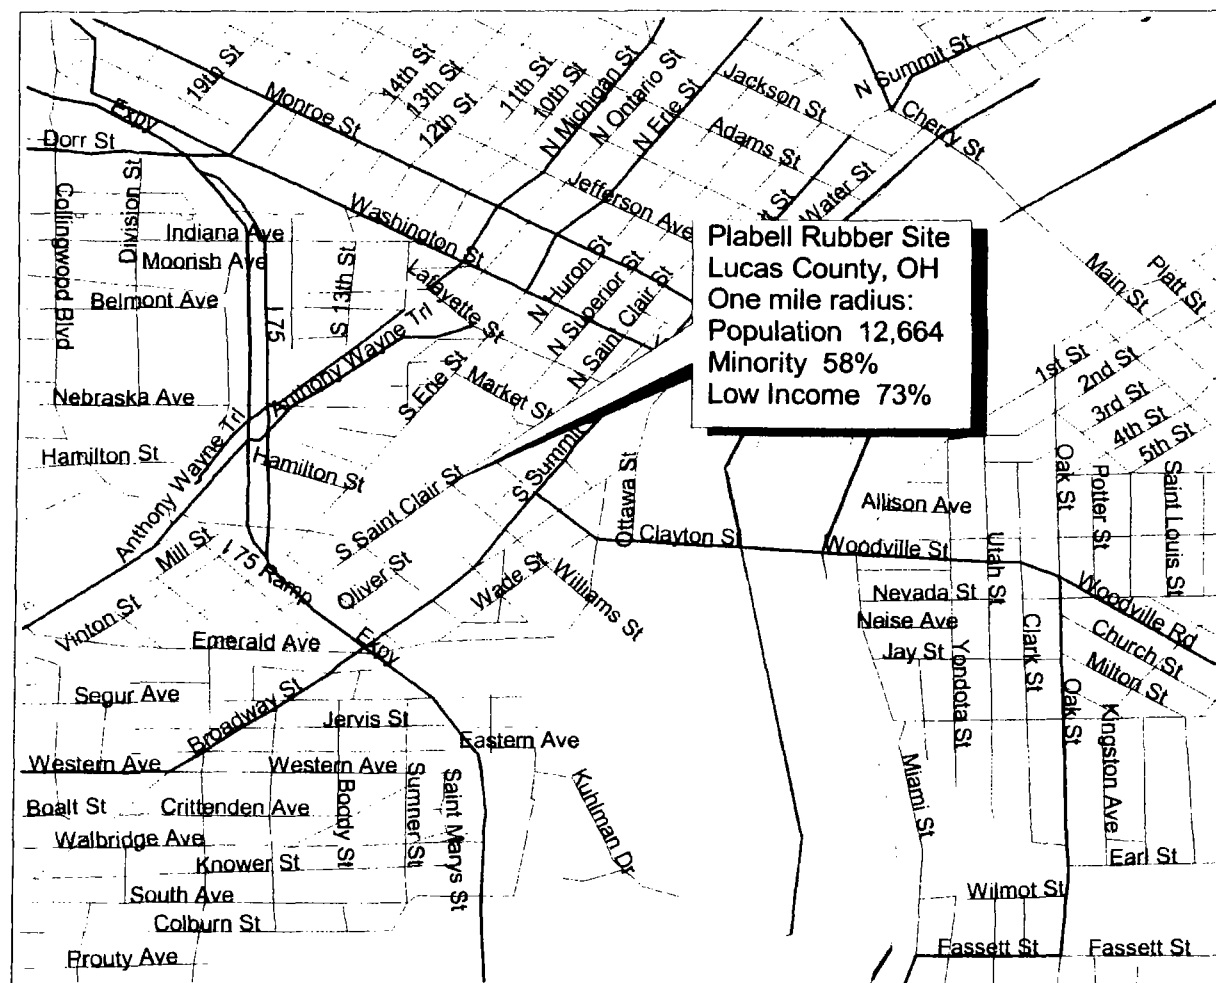 19th St
14th St
13th St
12th St
11th St
10th St
N Michigan St
N Ontario St
N Erie St
Jackson St
N Summit St
Cherry St
Adams St
Water St
Monroe St
Expy
Dorr St
Jefferson Ave
Collingwood Blvd
Division St
Indiana Ave
Moorish Ave
Belmont Ave
S 13th St
Washington St
Lafayette St
N Huron St
N Superior St
N Saint Clair St
Plabell Rubber Site
Lucas County, OH
One mile radius:
Population 12,664
Minority 58%
Low Income 73%
Main St
Platt St
1st St
2nd St
3rd St
4th St
5th St
I 75
Anthony Wayne Trl
S Erie St
Market St
Nebraska Ave
Hamilton St
Anthony Wayne Trl
Hamilton St
S Saint Clair St
S Summit
Ottawa St
Clayton St
Allison Ave
Oak St
Potter St
Saint Louis St
Woodville St
Utah St
Mill St
I 75 Ramp
Oliver St
Wade St
Williams St
Vinton St
Emerald Ave
Expy
Nevada St
Neise Ave
Jay St
Yondota St
Clark St
Woodville Rd
Church St
Milton St
Segur Ave
Broadway St
Jervis St
Eastern Ave
Oak St
Kingston Ave
Miami St
Western Ave
Western Ave
Boalt St
Crittenden Ave
Walbridge Ave
Knower St
South Ave
Colburn St
Prouty Ave
Boody St
Sumner St
Saint Marys St
Kuhlman Dr
Earl St
Wilmot St
Fassett St
Fassett St